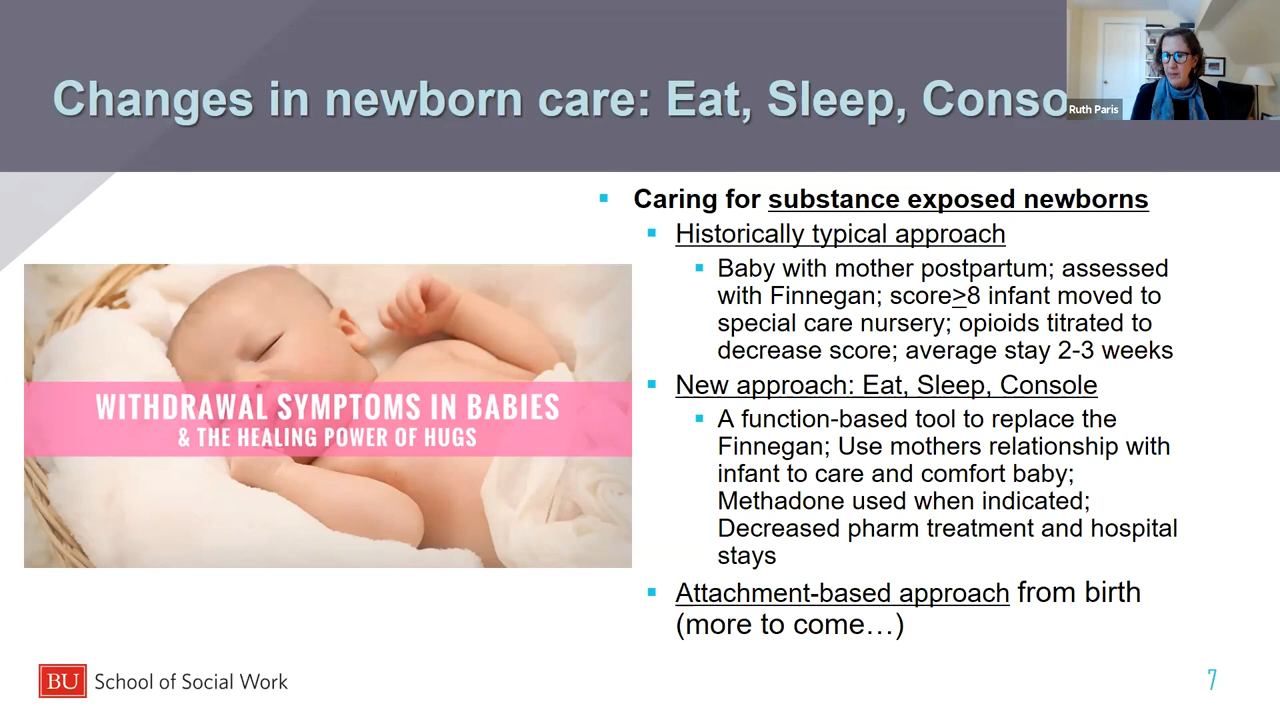 Changes in newborn care: Eat, Sleep, Conso
Ruth Paris
Caring for substance exposed newborns
Historically typical approach
Baby with mother postpartum; assessed
with Finnegan; score≥8 infant moved to
special care nursery; opioids titrated to
decrease score; average stay 2-3 weeks
New approach: Eat, Sleep, Console
A function-based tool to replace the
Finnegan; Use mothers relationship with
infant to care and comfort baby;
Methadone used when indicated;
Decreased pharm treatment and hospital
stays
Attachment-based approach from birth
(more to come…)
WITHDRAWAL SYMPTOMS IN BABIES
& THE HEALING POWER OF HUGS
BU School of Social Work
7